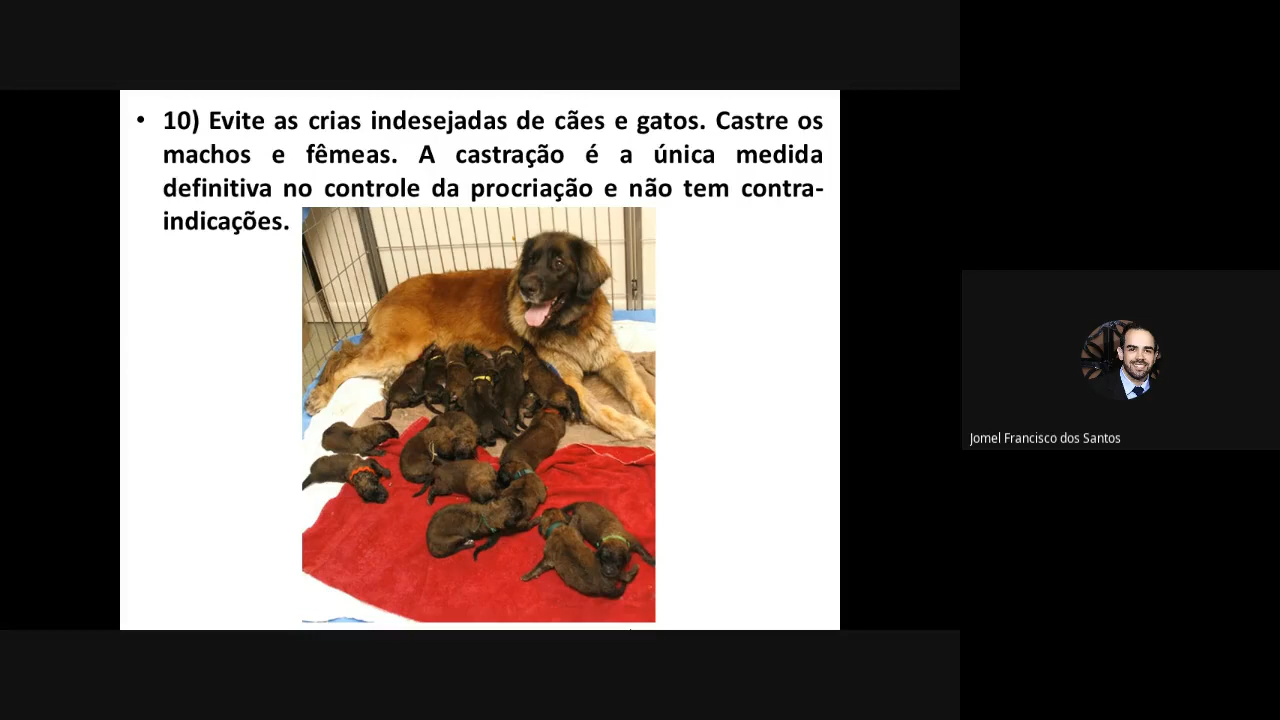 • 10) Evite as crias indesejadas de cães e gatos. Castre os
machos e fêmeas. A castração é a única medida
definitiva no controle da procriação e não tem contra-
indicações.
Jomel Francisco dos Santos